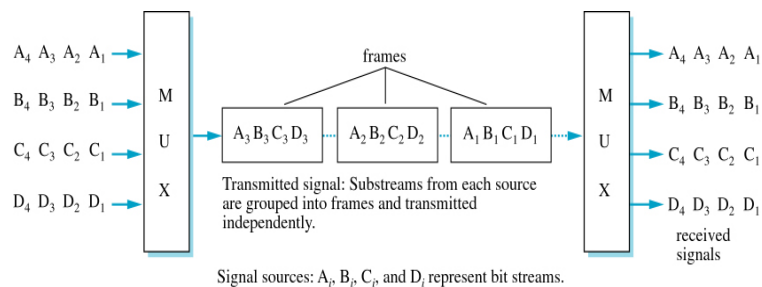 frames
A₄ A₃ A₂ A₁
B₄ B₃ B₂ B₁
C₄ C₃ C₂ C₁
D₄ D₃ D₂ D₁
M
U
X
A₃ B₃ C₃ D₃
A₂ B₂ C₂ D₂
A₁ B₁ C₁ D₁
Transmitted signal: Substreams from each source
are grouped into frames and transmitted
independently.
M
U
X
A₄ A₃ A₂ A₁
B₄ B₃ B₂ B₁
C₄ C₃ C₂ C₁
D₄ D₃ D₂ D₁
received
signals
Signal sources: Aᵢ, Bᵢ, Cᵢ, and Dᵢ represent bit streams.